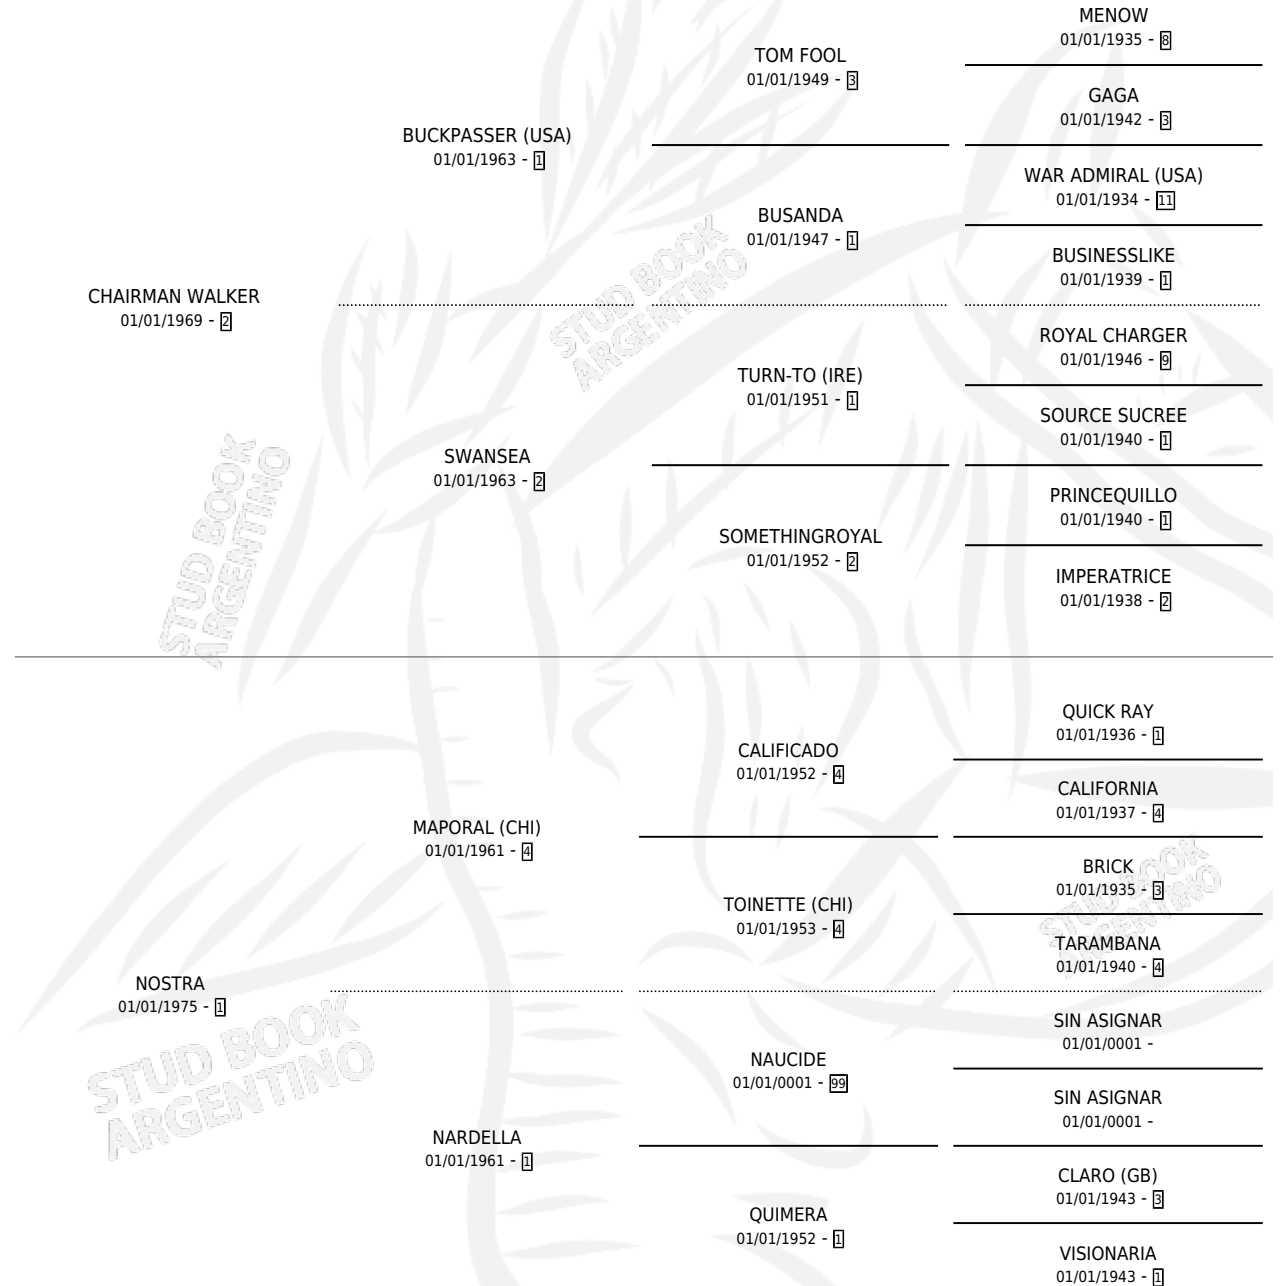 MENOW
01/01/1935 - 8
TOM FOOL
01/01/1949 - 3
GAGA
01/01/1942 - 3
BUCKPASSER (USA)
01/01/1963 - 1
WAR ADMIRAL (USA)
01/01/1934 - 11
BUSANDA
01/01/1947 - 1
BUSINESSLIKE
01/01/1939 - 1
CHAIRMAN WALKER
01/01/1969 - 2
ROYAL CHARGER
01/01/1946 - 9
TURN-TO (IRE)
01/01/1951 - 1
SOURCE SUCREE
01/01/1940 - 1
SWANSEA
01/01/1963 - 2
PRINCEQUILLO
01/01/1940 - 1
SOMETHINGROYAL
01/01/1952 - 2
IMPERATRICE
01/01/1938 - 2
QUICK RAY
01/01/1936 - 1
CALIFICADO
01/01/1952 - 4
CALIFORNIA
01/01/1937 - 4
MAPORAL (CHI)
01/01/1961 - 4
BRICK
01/01/1935 - 3
TOINETTE (CHI)
01/01/1953 - 4
TARAMBANA
01/01/1940 - 4
NOSTRA
01/01/1975 - 1
SIN ASIGNAR
01/01/0001 -
NAUCIDE
01/01/0001 - 99
SIN ASIGNAR
01/01/0001 -
NARDELLA
01/01/1961 - 1
CLARO (GB)
01/01/1943 - 3
QUIMERA
01/01/1952 - 1
VISIONARIA
01/01/1943 - 1
STUD BOOK
ARGENTINO
STUD BOOK
ARGENTINO
STUD BOOK
ARGENTINO
STUD BOOK
ARGENTINO